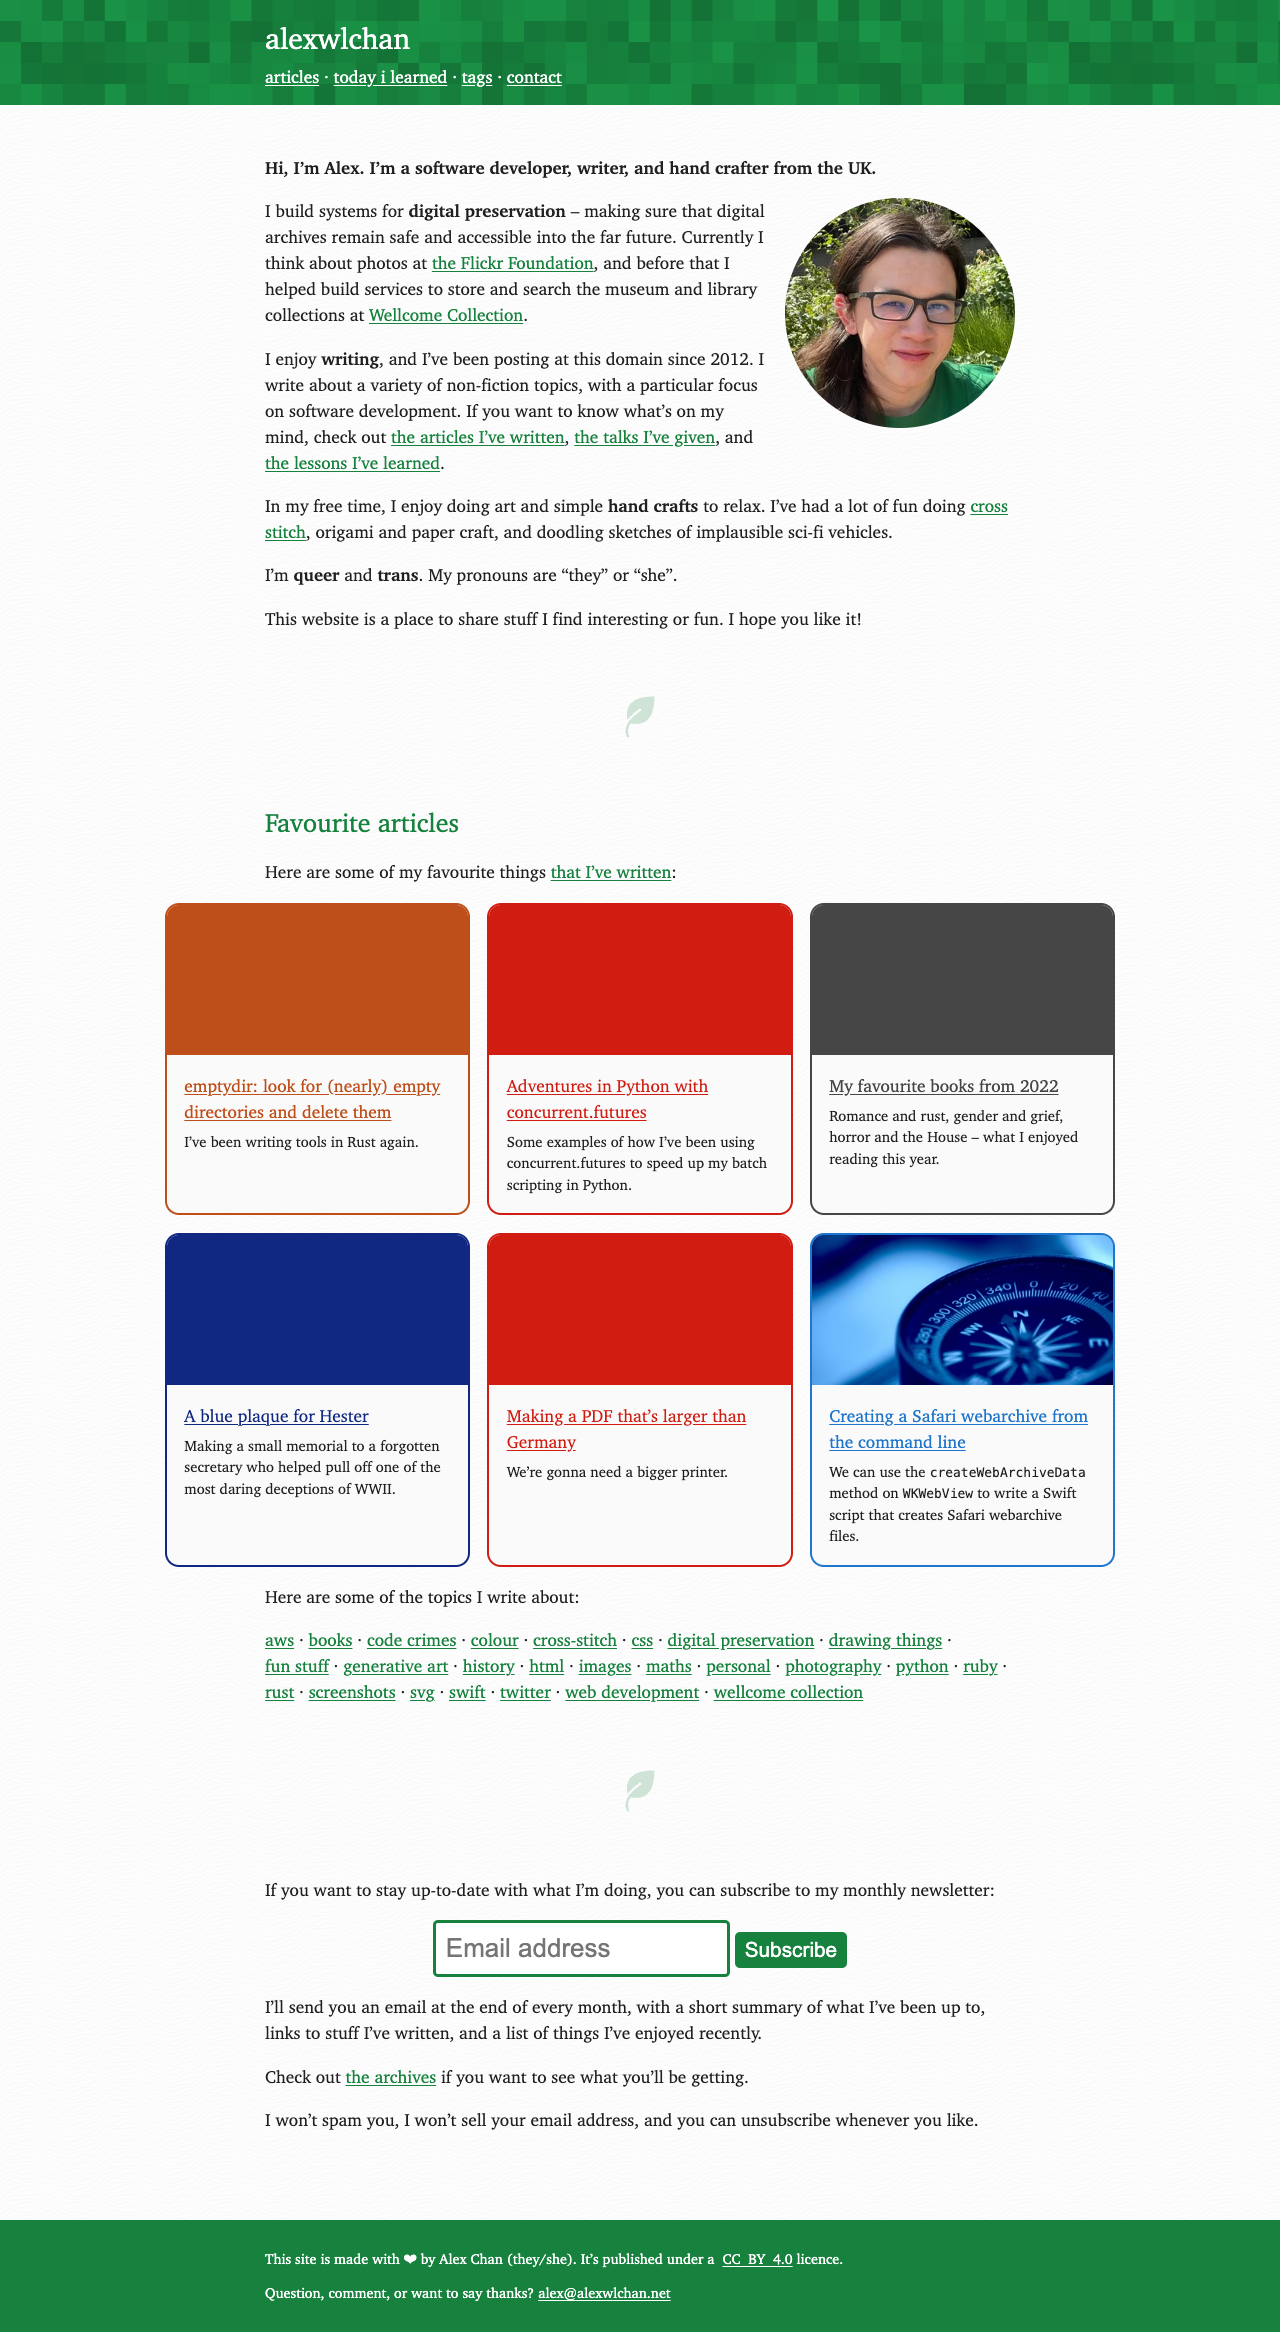 alexwlchan
articles · today i learned · tags · contact
Hi, I’m Alex. I’m a software developer, writer, and hand crafter from the UK.
I build systems for digital preservation – making sure that digital
archives remain safe and accessible into the far future. Currently I
think about photos at the Flickr Foundation, and before that I
helped build services to store and search the museum and library
collections at Wellcome Collection.
I enjoy writing, and I’ve been posting at this domain since 2012. I
write about a variety of non-fiction topics, with a particular focus
on software development. If you want to know what’s on my
mind, check out the articles I’ve written, the talks I’ve given, and
the lessons I’ve learned.
In my free time, I enjoy doing art and simple hand crafts to relax. I’ve had a lot of fun doing cross
stitch, origami and paper craft, and doodling sketches of implausible sci-fi vehicles.
I’m queer and trans. My pronouns are “they” or “she”.
This website is a place to share stuff I find interesting or fun. I hope you like it!
Favourite articles
Here are some of my favourite things that I’ve written:
emptydir: look for (nearly) empty
directories and delete them
I’ve been writing tools in Rust again.
Adventures in Python with
concurrent.futures
Some examples of how I’ve been using
concurrent.futures to speed up my batch
scripting in Python.
My favourite books from 2022
Romance and rust, gender and grief,
horror and the House – what I enjoyed
reading this year.
A blue plaque for Hester
Making a small memorial to a forgotten
secretary who helped pull off one of the
most daring deceptions of WWII.
Making a PDF that’s larger than
Germany
We’re gonna need a bigger printer.
280 300 320 340 0 20 40
NW N NE
W E
Creating a Safari webarchive from
the command line
We can use the createWebArchiveData
method on WKWebView to write a Swift
script that creates Safari webarchive
files.
Here are some of the topics I write about:
aws · books · code crimes · colour · cross-stitch · css · digital preservation · drawing things ·
fun stuff · generative art · history · html · images · maths · personal · photography · python · ruby ·
rust · screenshots · svg · swift · twitter · web development · wellcome collection
If you want to stay up-to-date with what I’m doing, you can subscribe to my monthly newsletter:
Email address Subscribe
I’ll send you an email at the end of every month, with a short summary of what I’ve been up to,
links to stuff I’ve written, and a list of things I’ve enjoyed recently.
Check out the archives if you want to see what you’ll be getting.
I won’t spam you, I won’t sell your email address, and you can unsubscribe whenever you like.
This site is made with ❤ by Alex Chan (they/she). It’s published under a CC BY 4.0 licence.
Question, comment, or want to say thanks? alex@alexwlchan.net